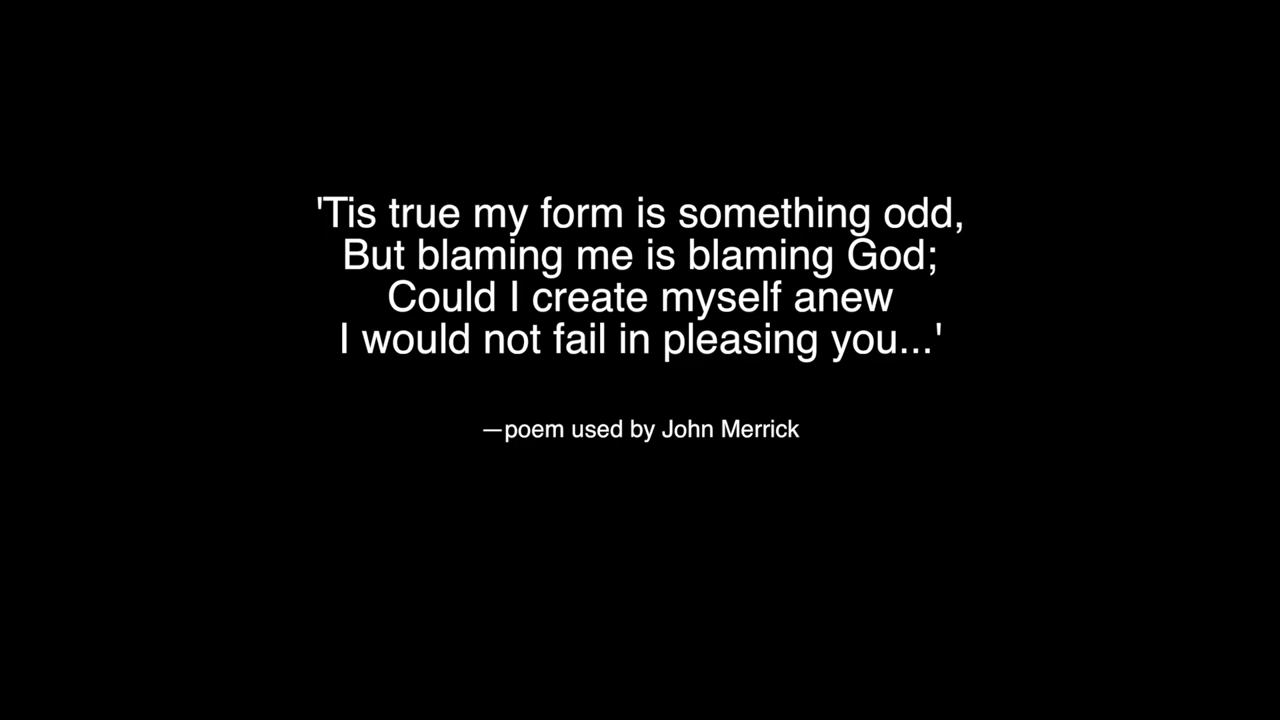 'Tis true my form is something odd,
But blaming me is blaming God;
Could I create myself anew
I would not fail in pleasing you...'
—poem used by John Merrick